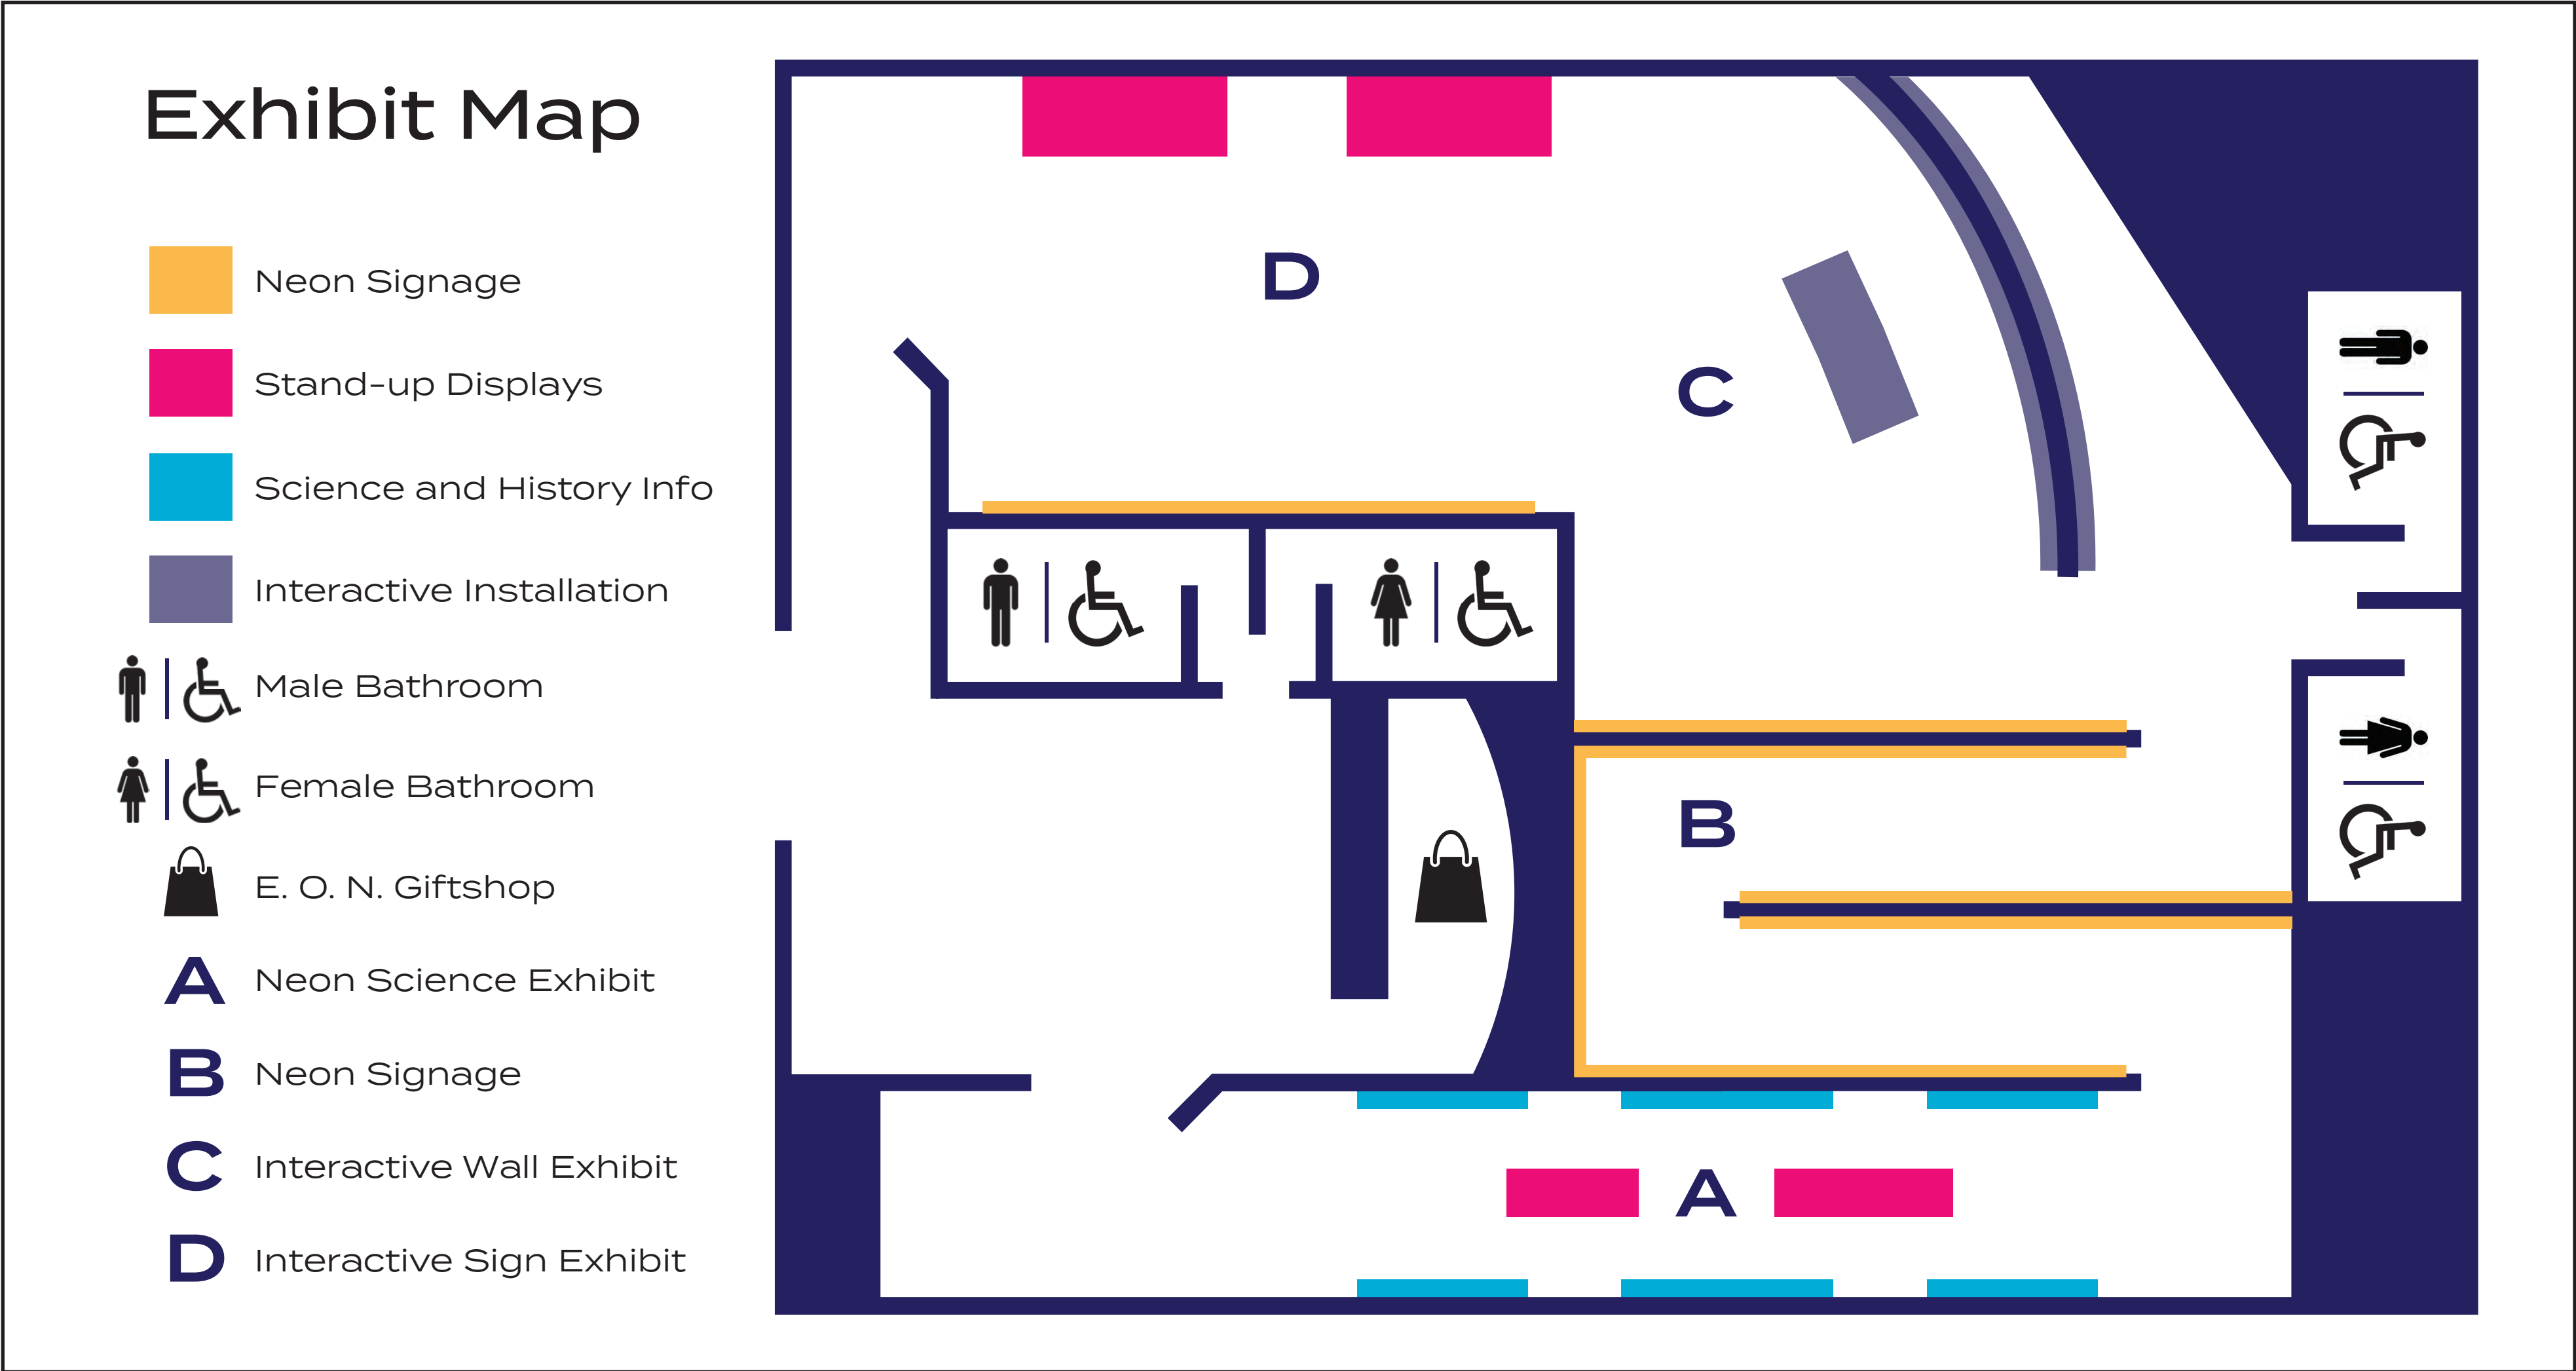 Exhibit Map
Neon Signage
Stand-up Displays
Science and History Info
Interactive Installation
Male Bathroom
Female Bathroom
E. O. N. Giftshop
A Neon Science Exhibit
B Neon Signage
C Interactive Wall Exhibit
D Interactive Sign Exhibit
D
C
B
A